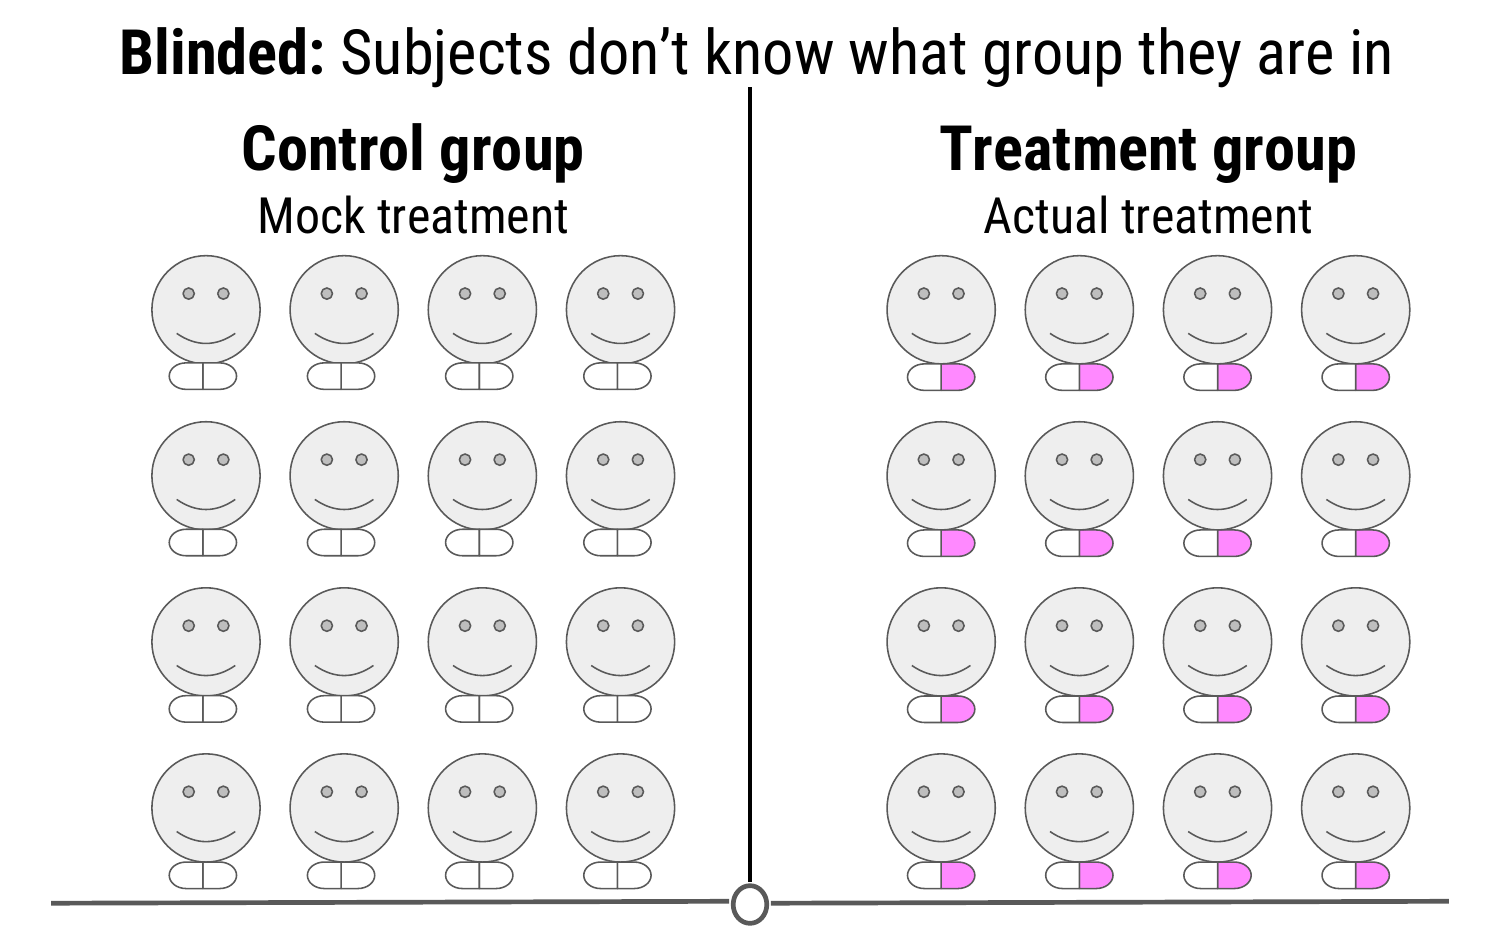 Blinded: Subjects don’t know what group they are in
Control group
Mock treatment
Treatment group
Actual treatment